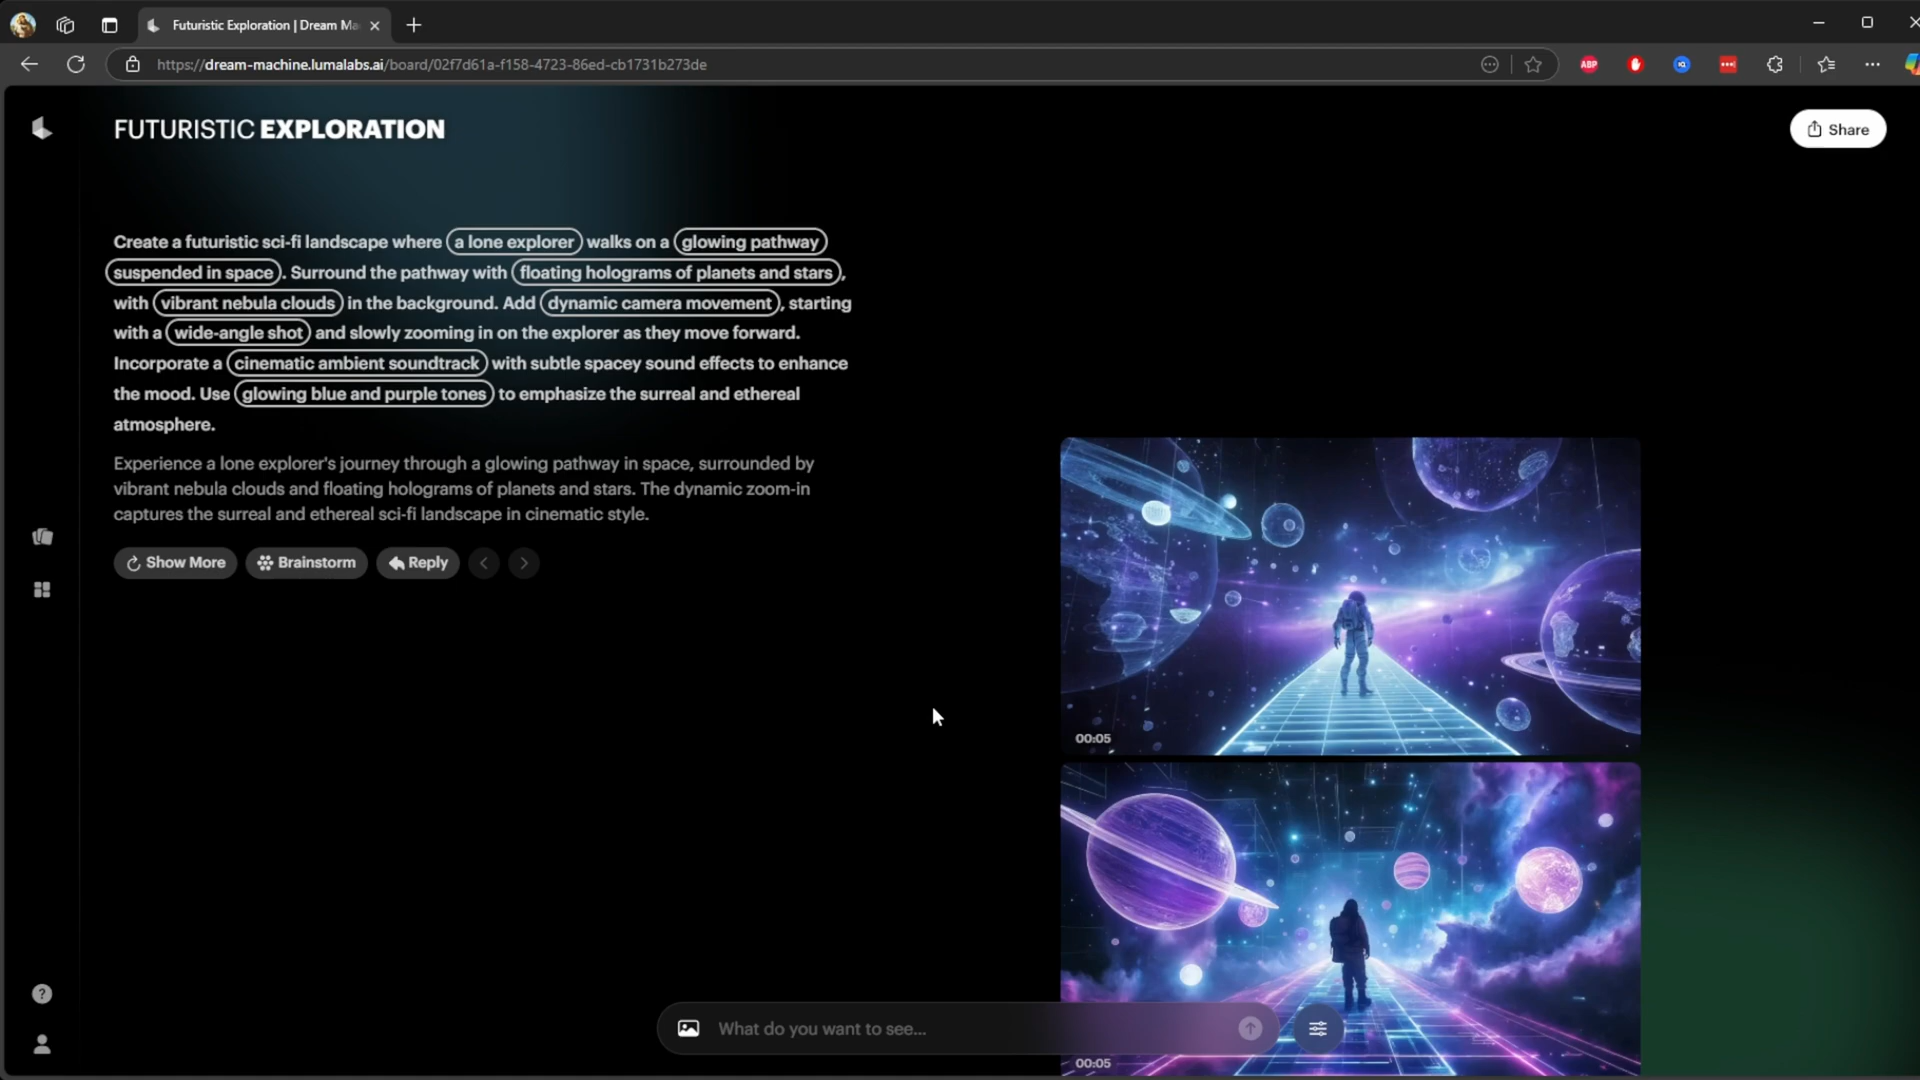 Futuristic Exploration | Dream Ma
https://dream-machine.lumalabs.ai/board/02f7d61a-f158-4723-86ed-cb1731b273de
ABP
FUTURISTIC EXPLORATION
Share
Create a futuristic sci-fi landscape where a lone explorer walks on a glowing pathway
suspended in space. Surround the pathway with floating holograms of planets and stars,
with vibrant nebula clouds in the background. Add dynamic camera movement, starting
with a wide-angle shot and slowly zooming in on the explorer as they move forward.
Incorporate a cinematic ambient soundtrack with subtle spacey sound effects to enhance
the mood. Use glowing blue and purple tones to emphasize the surreal and ethereal
atmosphere.
Experience a lone explorer's journey through a glowing pathway in space, surrounded by
vibrant nebula clouds and floating holograms of planets and stars. The dynamic zoom-in
captures the surreal and ethereal sci-fi landscape in cinematic style.
Show More
Brainstorm
Reply
00:05
What do you want to see...
00:05